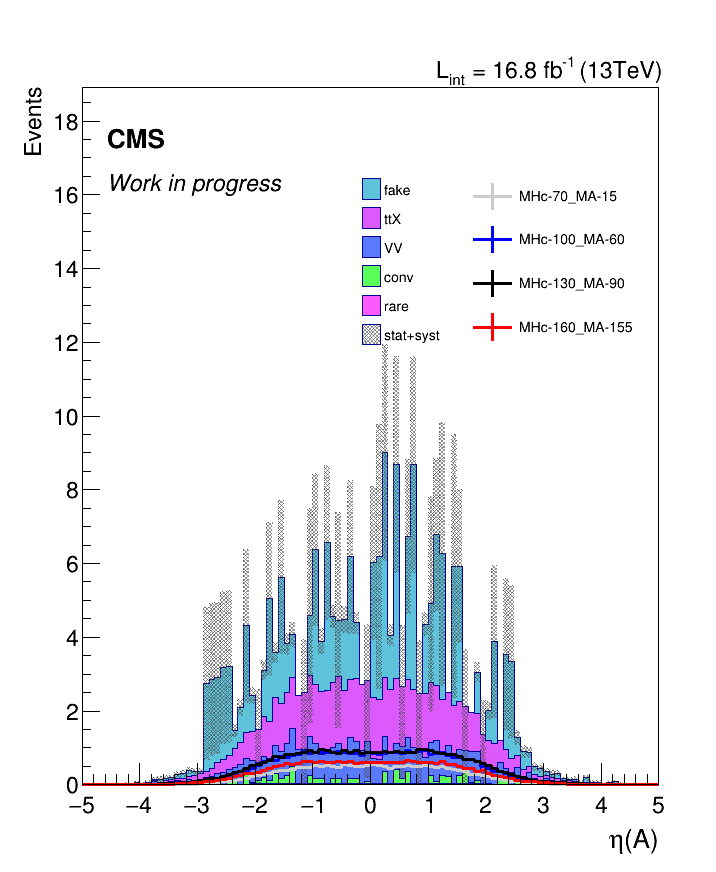 L_int = 16.8 fb^-1 (13TeV)
Events
CMS
Work in progress
fake
ttX
VV
conv
rare
stat+syst
MHc-70_MA-15
MHc-100_MA-60
MHc-130_MA-90
MHc-160_MA-155
18
16
14
12
10
8
6
4
2
0
−5 −4 −3 −2 −1 0 1 2 3 4 5
η(A)